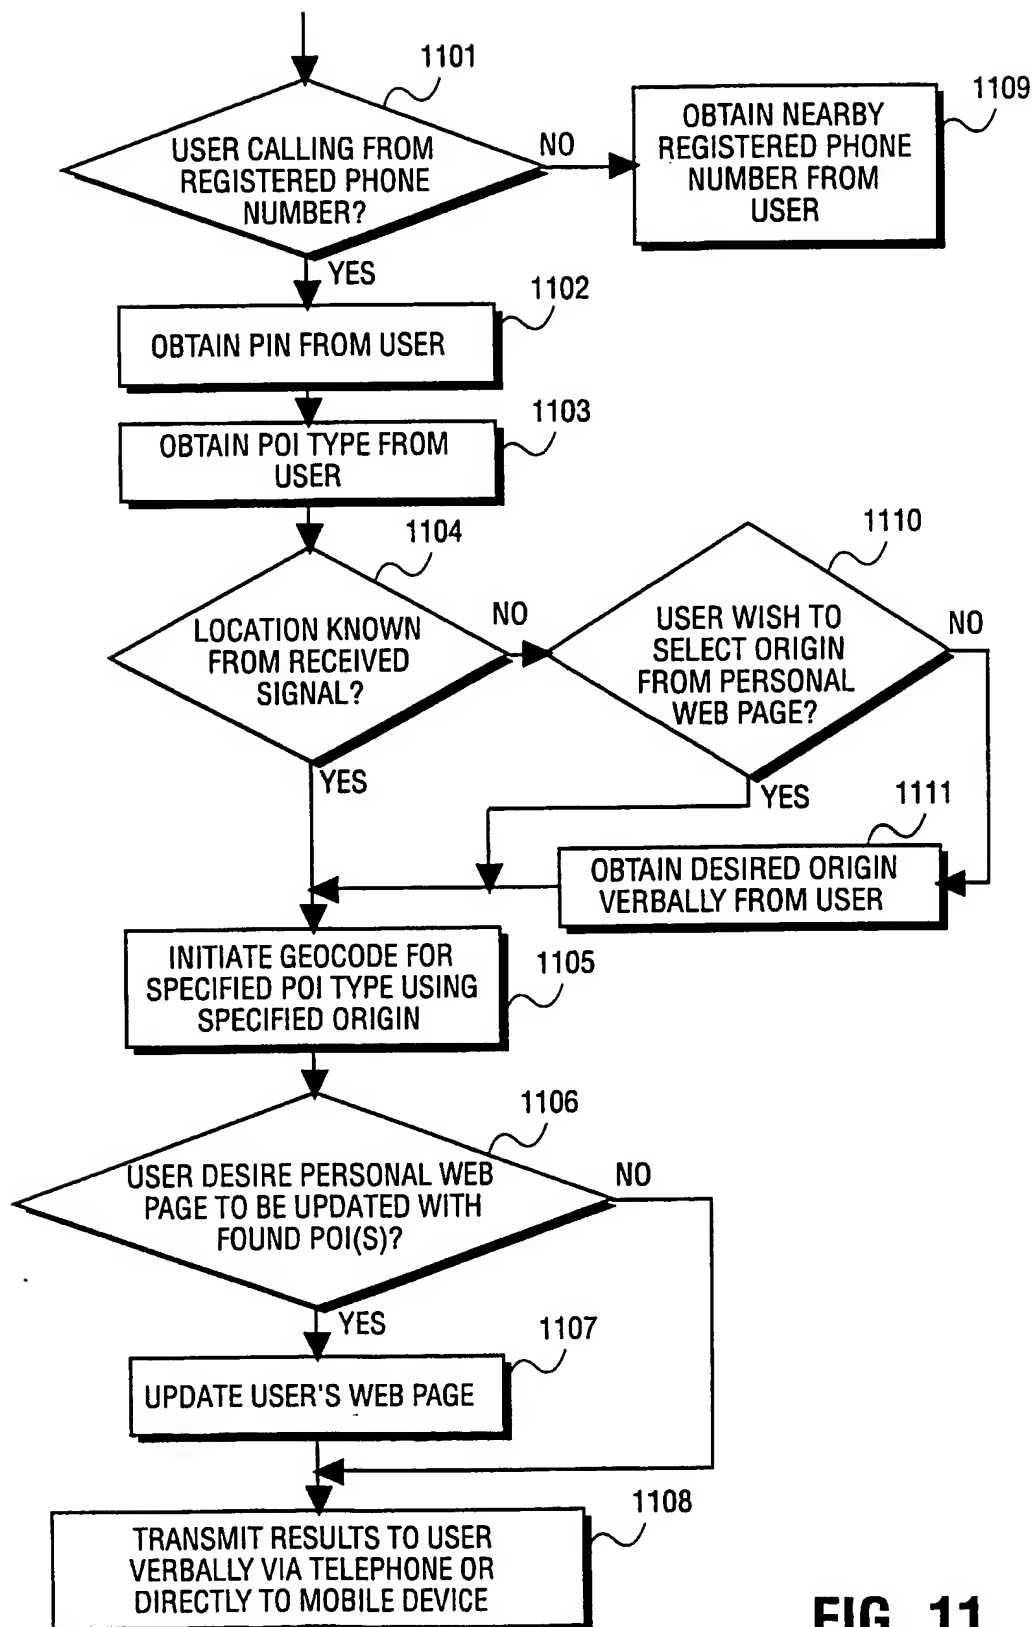 1101
USER CALLING FROM
REGISTERED PHONE
NUMBER?
NO
1109
OBTAIN NEARBY
REGISTERED PHONE
NUMBER FROM
USER
YES
1102
OBTAIN PIN FROM USER
1103
OBTAIN POI TYPE FROM
USER
1104
LOCATION KNOWN
FROM RECEIVED
SIGNAL?
NO
1110
USER WISH TO
SELECT ORIGIN
FROM PERSONAL
WEB PAGE?
NO
YES
YES
1111
OBTAIN DESIRED ORIGIN
VERBALLY FROM USER
INITIATE GEOCODE FOR
SPECIFIED POI TYPE USING
SPECIFIED ORIGIN
1105
1106
USER DESIRE PERSONAL WEB
PAGE TO BE UPDATED WITH
FOUND POI(S)?
NO
YES
1107
UPDATE USER'S WEB PAGE
1108
TRANSMIT RESULTS TO USER
VERBALLY VIA TELEPHONE OR
DIRECTLY TO MOBILE DEVICE
FIG. 11